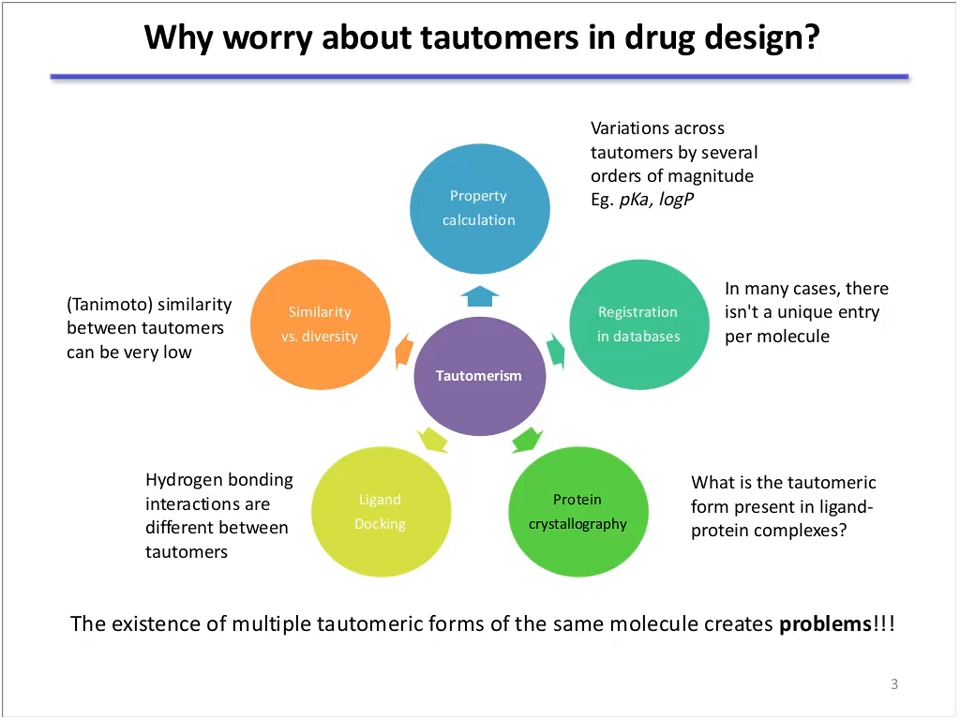 Why worry about tautomers in drug design?
Variations across
tautomers by several
orders of magnitude
Eg. pKa, logP
Property
calculation
(Tanimoto) similarity
between tautomers
can be very low
Similarity
vs. diversity
Registration
in databases
In many cases, there
isn't a unique entry
per molecule
Tautomerism
Hydrogen bonding
interactions are
different between
tautomers
Ligand
Docking
Protein
crystallography
What is the tautomeric
form present in ligand-
protein complexes?
The existence of multiple tautomeric forms of the same molecule creates problems!!!
3